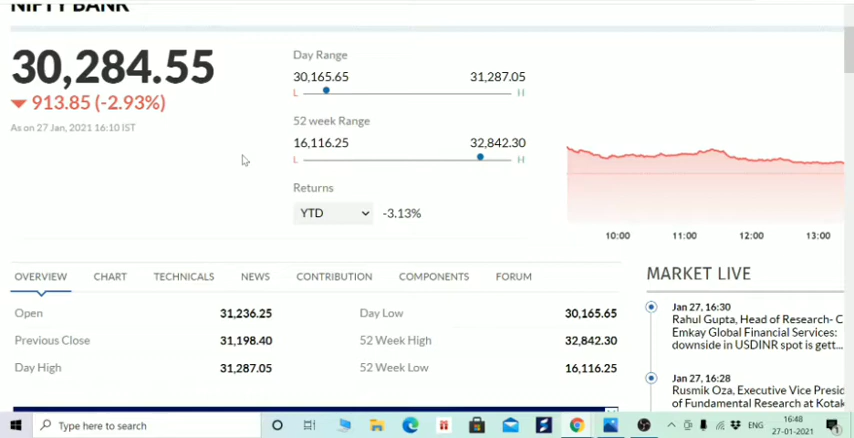 NIFTY BANK
30,284.55
▼ 913.85 (-2.93%)
As on 27 Jan, 2021 16:10 IST
Day Range
30,165.65 31,287.05
L H
52 week Range
16,116.25 32,842.30
L H
Returns
YTD -3.13%
10:00 11:00 12:00 13:00
OVERVIEW CHART TECHNICALS NEWS CONTRIBUTION COMPONENTS FORUM
Open 31,236.25 Day Low 30,165.65
Previous Close 31,198.40 52 Week High 32,842.30
Day High 31,287.05 52 Week Low 16,116.25
MARKET LIVE
Jan 27, 16:30
Rahul Gupta, Head of Research- C
Emkay Global Financial Services:
downside in USDINR spot is gett...
Jan 27, 16:28
Rusmik Oza, Executive Vice Presid
of Fundamental Research at Kotak
Type here to search
ENG
16:48
27-01-2021